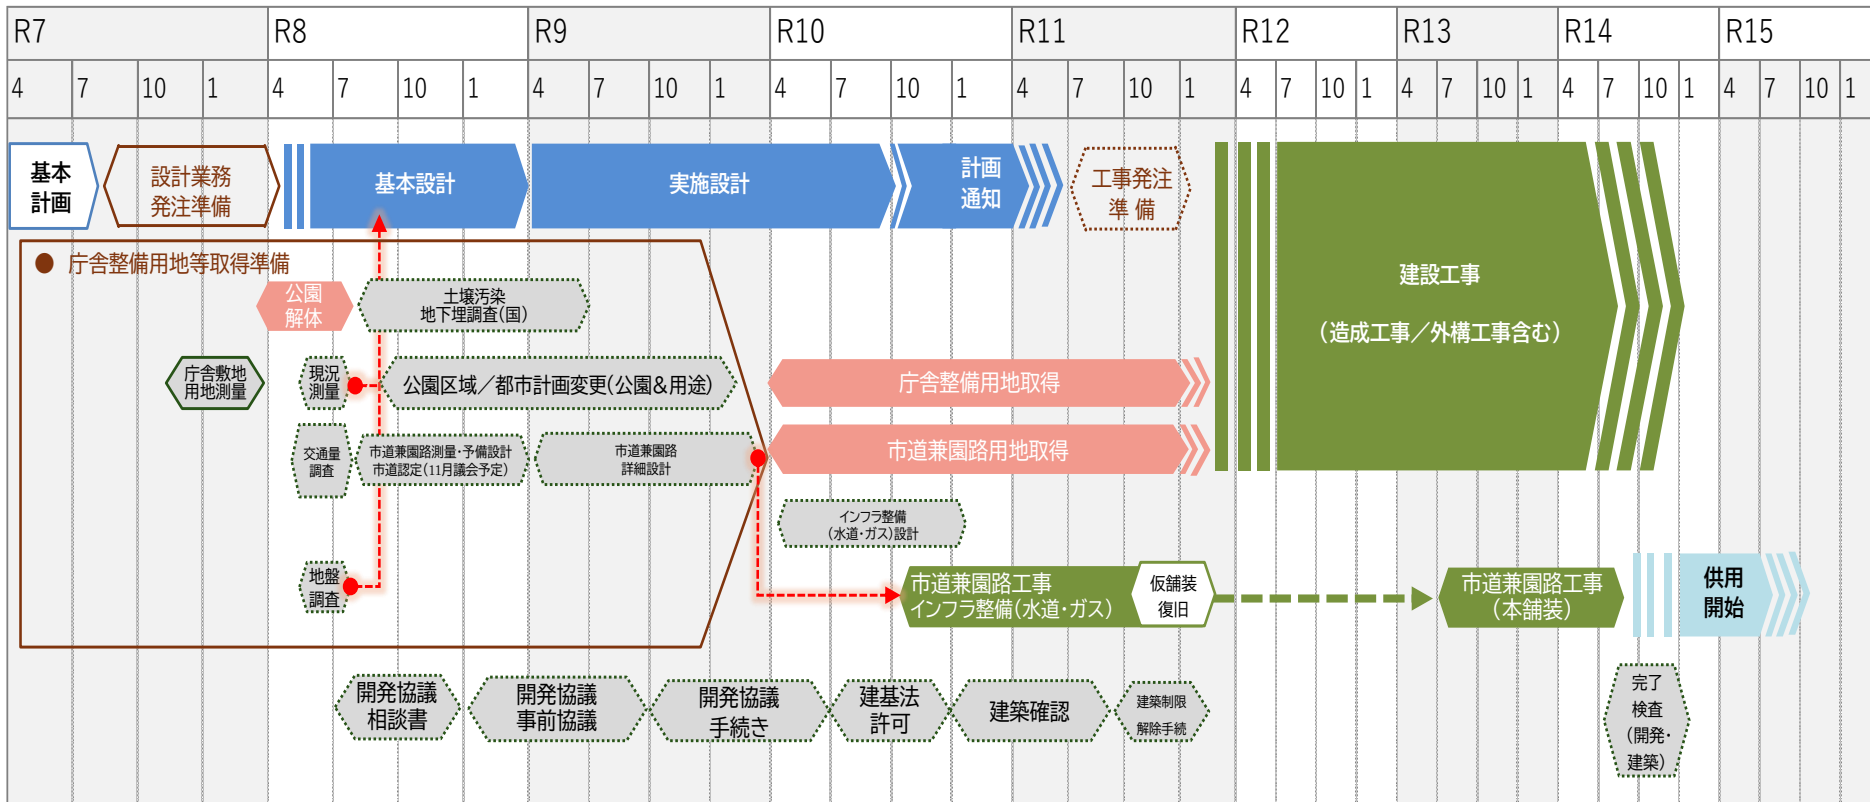 R7 R8 R9 R10 R11 R12 R13 R14 R15
4 7 10 1 4 7 10 1 4 7 10 1 4 7 10 1 4 7 10 1 4 7 10 1 4 7 10 1 4 7 10 1 4 7 10 1
基本
計画
設計業務
発注準備
基本設計
実施設計
計画
通知
工事発注
準 備
建設工事
(造成工事／外構工事含む)
庁舎整備用地等取得準備
公園
解体
土壌汚染
地下埋調査(国)
庁舎敷地
用地測量
現況
測量
公園区域／都市計画変更(公園&用途)
庁舎整備用地取得
交通量
調査
市道兼園路測量・予備設計
市道認定(11月議会予定)
市道兼園路
詳細設計
市道兼園路用地取得
インフラ整備
(水道・ガス)設計
地盤
調査
市道兼園路工事
インフラ整備(水道・ガス)
仮舗装
復旧
市道兼園路工事
(本舗装)
供用
開始
開発協議
相談書
開発協議
事前協議
開発協議
手続き
建基法
許可
建築確認
建築制限
解除手続
完了
検査
(開発・
建築)